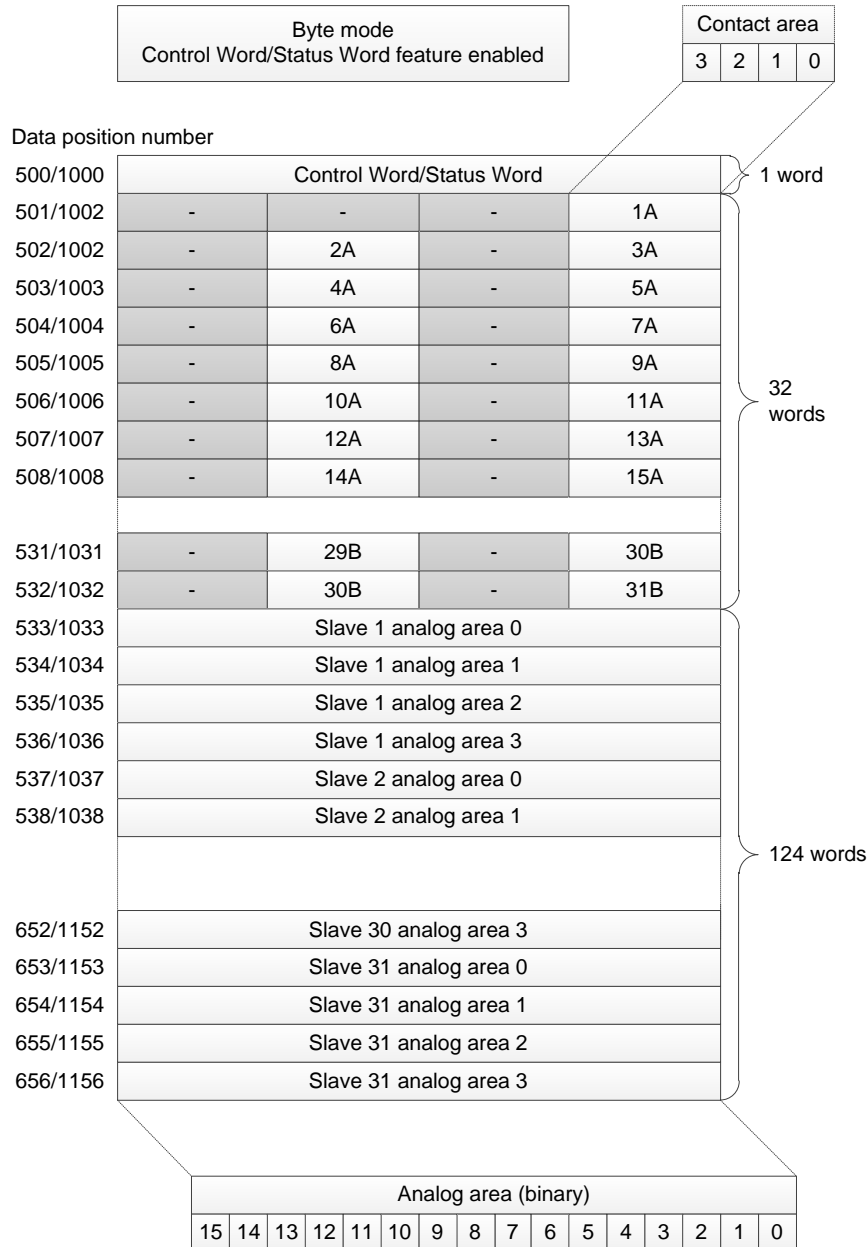 Byte mode
Control Word/Status Word feature enabled
Contact area
3 2 1 0
Data position number
500/1000 Control Word/Status Word 1 word
501/1002 - - - 1A
502/1002 - 2A - 3A
503/1003 - 4A - 5A
504/1004 - 6A - 7A
505/1005 - 8A - 9A
506/1006 - 10A - 11A
32
words
507/1007 - 12A - 13A
508/1008 - 14A - 15A
531/1031 - 29B - 30B
532/1032 - 30B - 31B
533/1033 Slave 1 analog area 0
534/1034 Slave 1 analog area 1
535/1035 Slave 1 analog area 2
536/1036 Slave 1 analog area 3
537/1037 Slave 2 analog area 0
538/1038 Slave 2 analog area 1
124 words
652/1152 Slave 30 analog area 3
653/1153 Slave 31 analog area 0
654/1154 Slave 31 analog area 1
655/1155 Slave 31 analog area 2
656/1156 Slave 31 analog area 3
Analog area (binary)
15 14 13 12 11 10 9 8 7 6 5 4 3 2 1 0